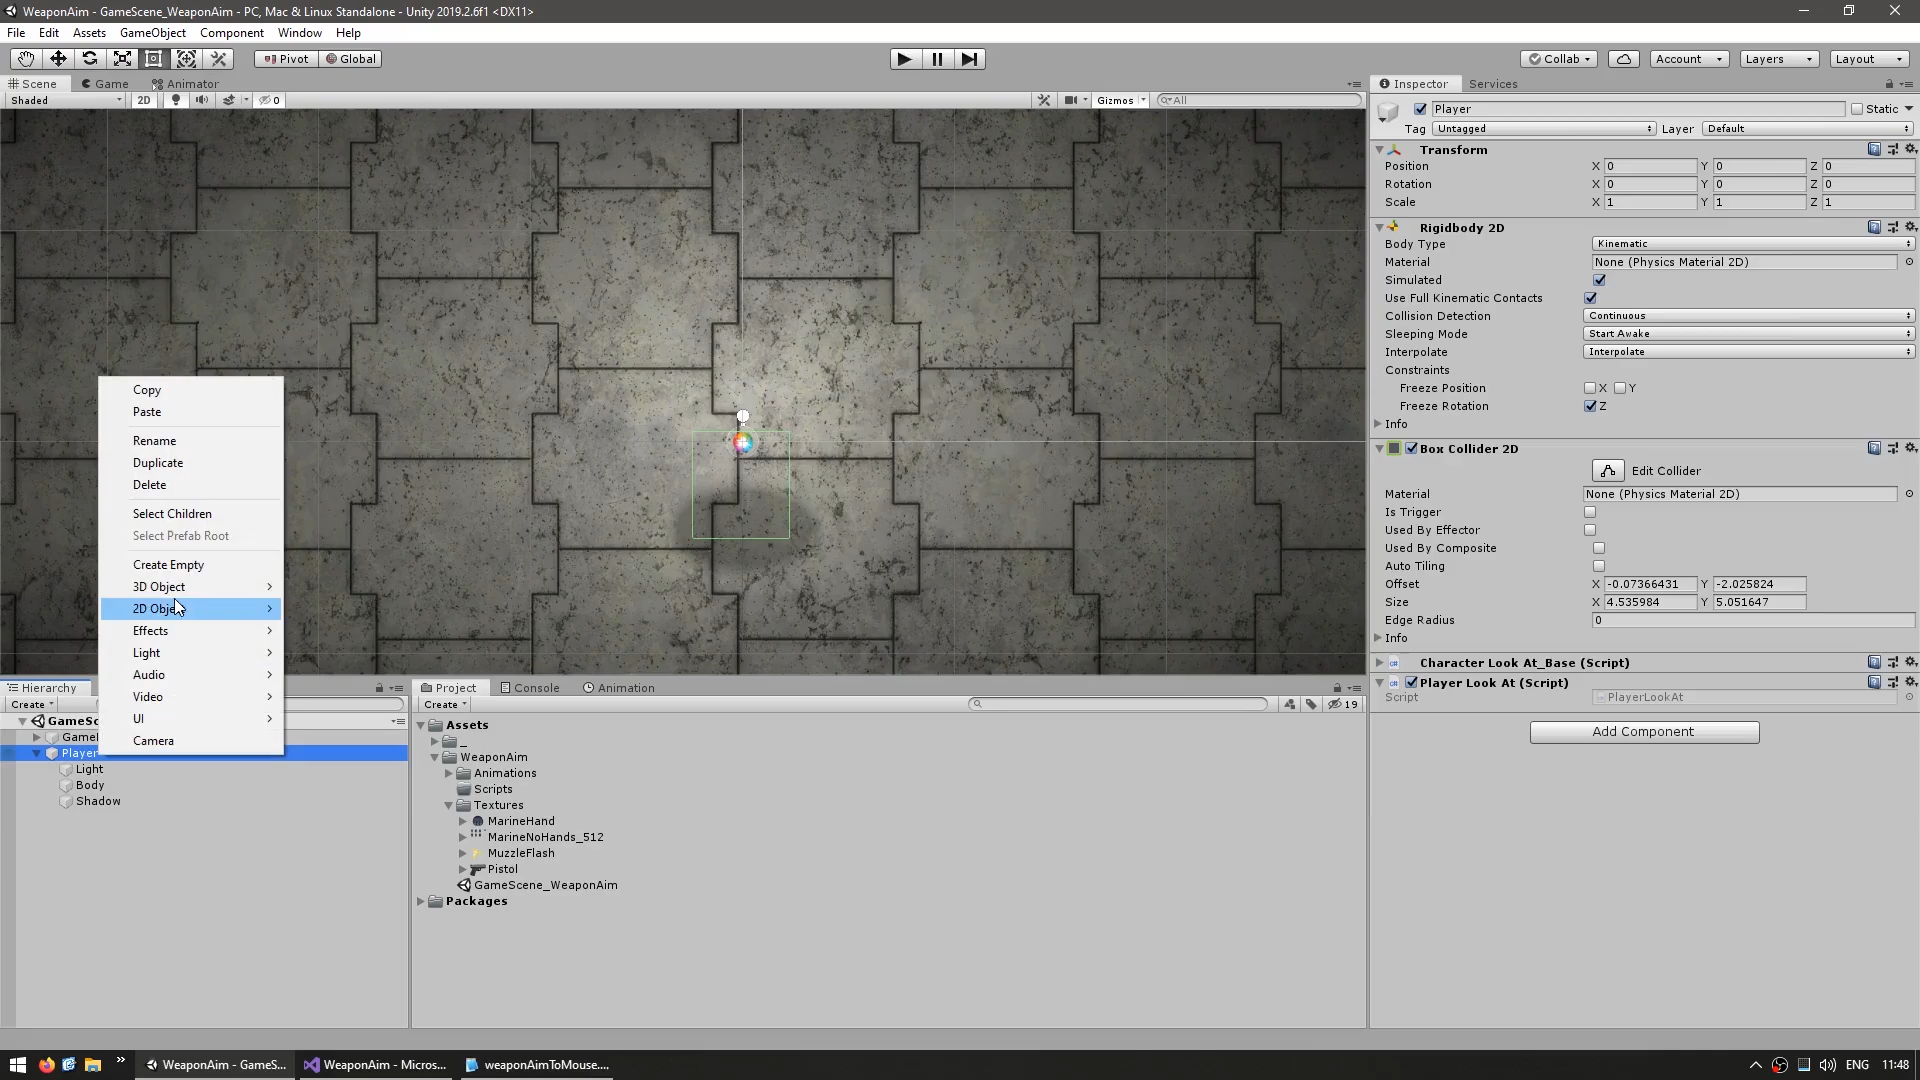 WeaponAim - GameScene_WeaponAim - PC, Mac & Linux Standalone - Unity 2019.2.6f1 <DX11>
File Edit Assets GameObject Component Window Help
Pivot Global Collab Account Layers Layout
Scene Game Animator
Shaded 2D 0 Gizmos All
Inspector Services
Player Static
Tag Untagged Layer Default
Transform
Position X 0 Y 0 Z 0
Rotation X 0 Y 0 Z 0
Scale X 1 Y 1 Z 1
Rigidbody 2D
Body Type Kinematic
Material None (Physics Material 2D)
Simulated
Use Full Kinematic Contacts
Collision Detection Continuous
Sleeping Mode Start Awake
Interpolate Interpolate
Constraints
Freeze Position X Y
Freeze Rotation Z
Info
Box Collider 2D
Edit Collider
Material None (Physics Material 2D)
Is Trigger
Used By Effector
Used By Composite
Auto Tiling
Offset X -0.07366431 Y -2.025824
Size X 4.535984 Y 5.051647
Edge Radius 0
Info
Character Look At_Base (Script)
Player Look At (Script)
Script PlayerLookAt
Add Component
Copy
Paste
Rename
Duplicate
Delete
Select Children
Select Prefab Root
Create Empty
3D Object
2D Obje
Effects
Light
Audio
Video
UI
Camera
Hierarchy
Create
GameSc
Game
Player
Light
Body
Shadow
Project Console Animation
Create 19
Assets
_
WeaponAim
Animations
Scripts
Textures
MarineHand
MarineNoHands_512
MuzzleFlash
Pistol
GameScene_WeaponAim
Packages
WeaponAim - GameS... WeaponAim - Micros... weaponAimToMouse.... ENG 11:48